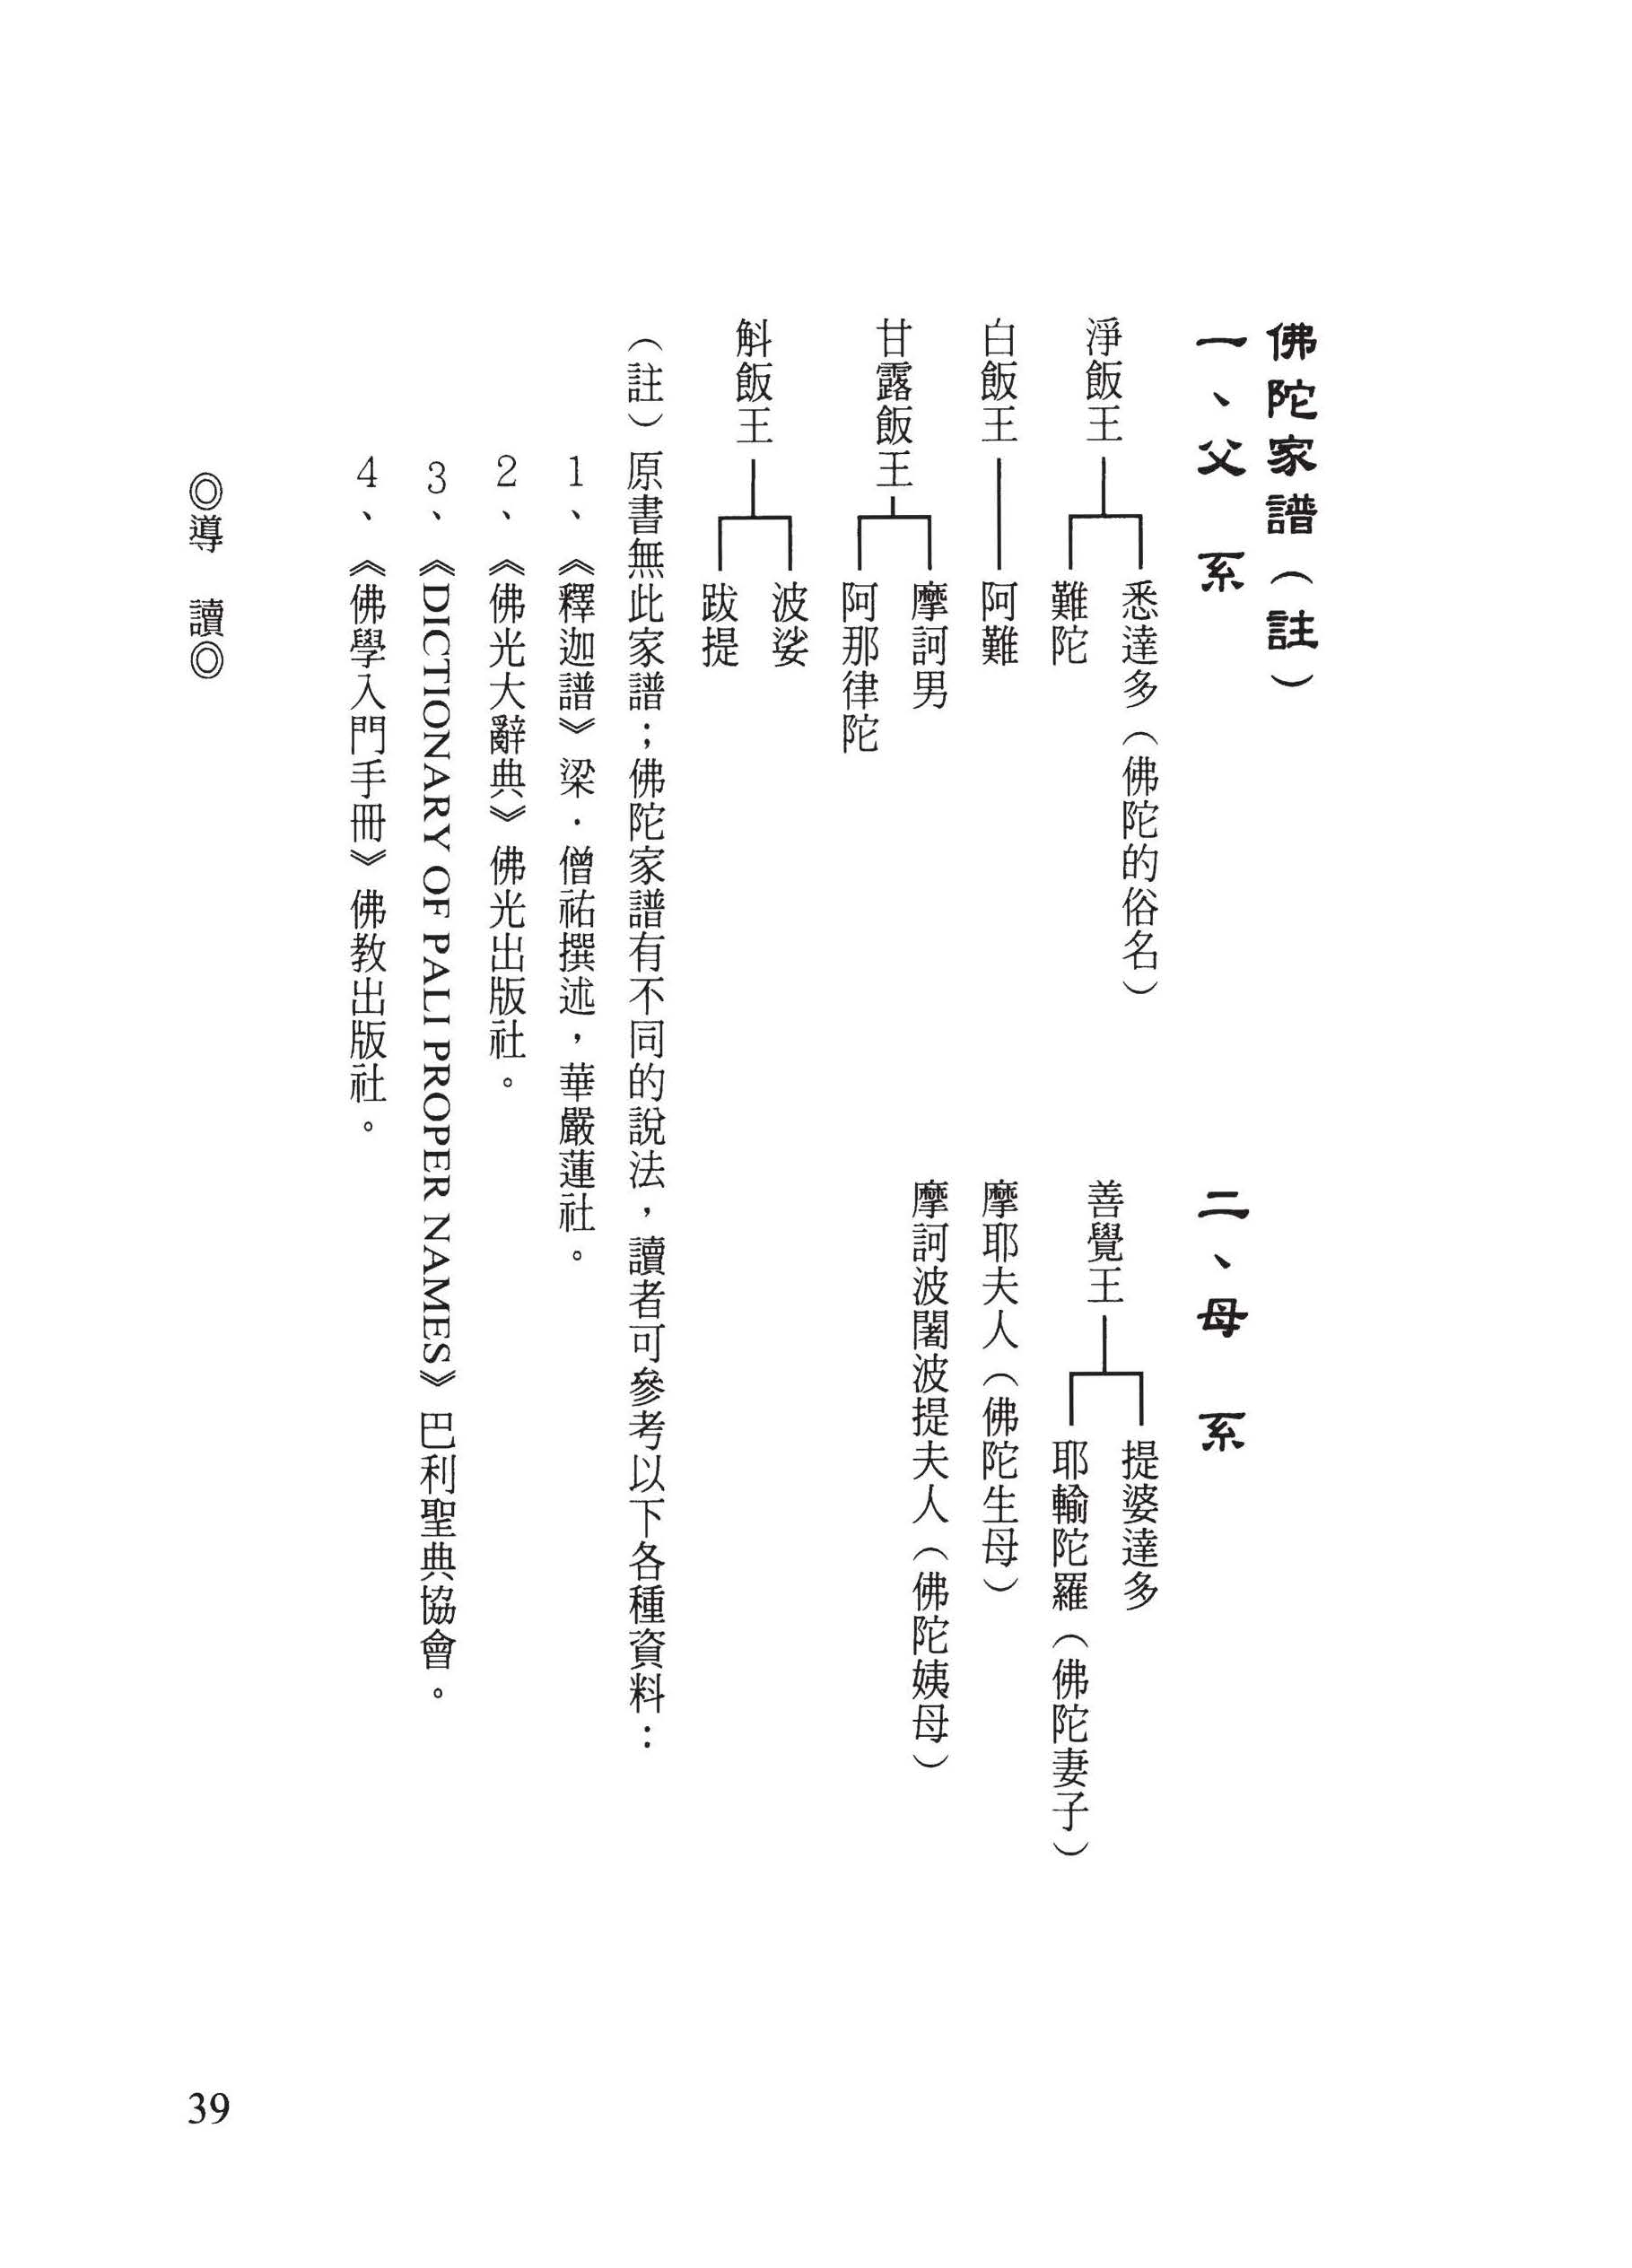 佛陀家譜（註）
一、父　系
淨飯王
悉達多（佛陀的俗名）
難陀
白飯王
阿難
甘露飯王
摩訶男
阿那律陀
斛飯王
波娑
跋提
二、母　系
善覺王
提婆達多
耶輸陀羅（佛陀妻子）
摩耶夫人（佛陀生母）
摩訶波闍波提夫人（佛陀姨母）
（註）原書無此家譜；佛陀家譜有不同的說法，讀者可參考以下各種資料：
1、《釋迦譜》梁．僧祐撰述，華嚴蓮社。
2、《佛光大辭典》佛光出版社。
3、《DICTIONARY OF PALI PROPER NAMES》巴利聖典協會。
4、《佛學入門手冊》佛教出版社。
◎導　讀◎
39